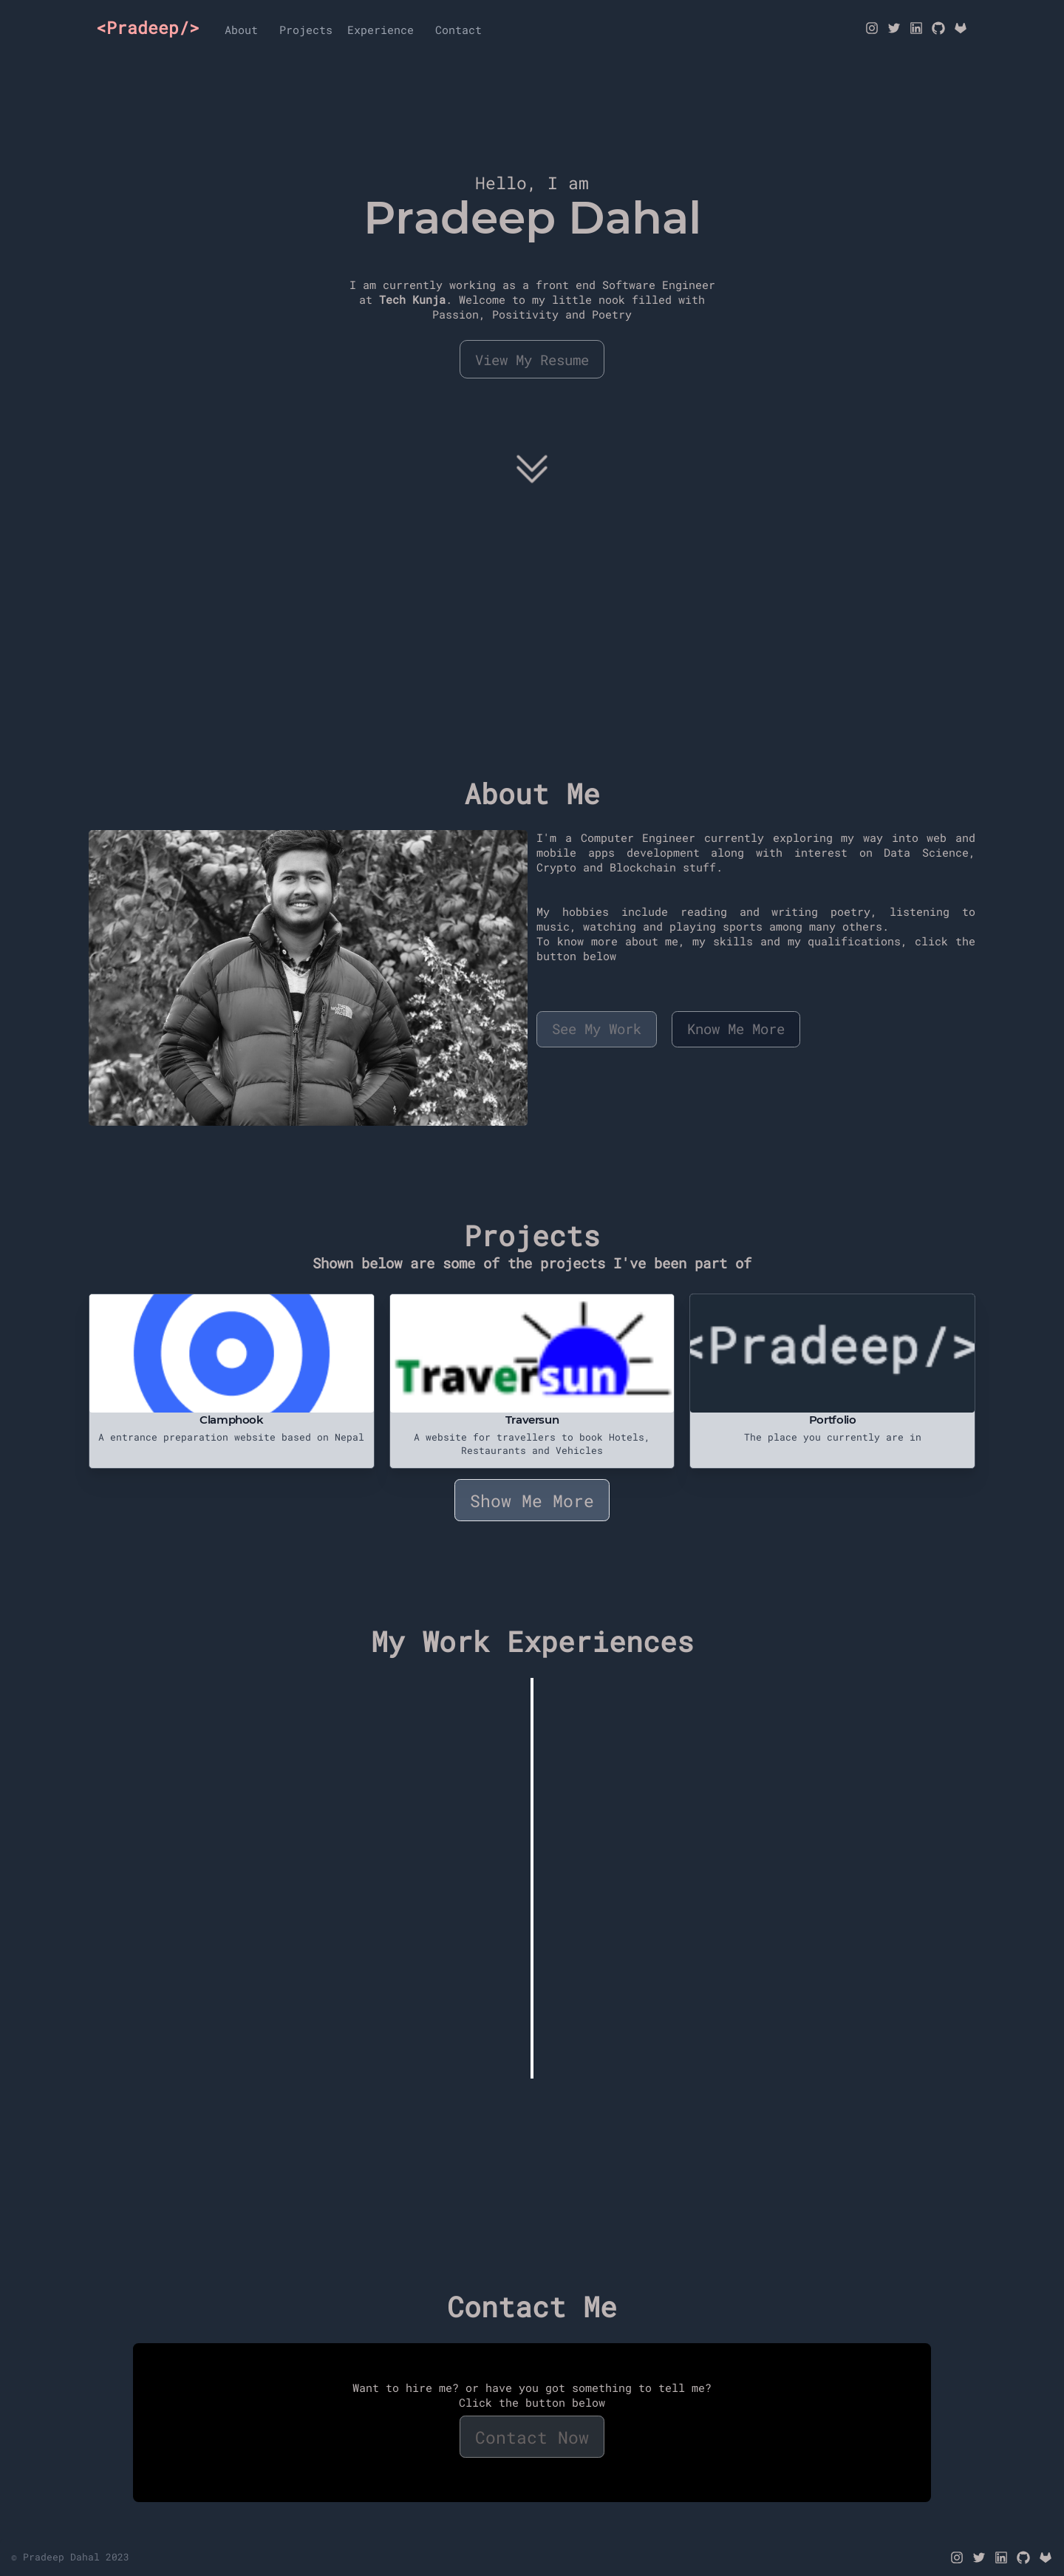 <Pradeep/>
About Projects Experience Contact
Hello, I am
Pradeep Dahal
I am currently working as a front end Software Engineer
at Tech Kunja. Welcome to my little nook filled with
Passion, Positivity and Poetry
View My Resume
About Me
I'm a Computer Engineer currently exploring my way into web and
mobile apps development along with interest on Data Science,
Crypto and Blockchain stuff.
My hobbies include reading and writing poetry, listening to
music, watching and playing sports among many others.
To know more about me, my skills and my qualifications, click the
button below
See My Work
Know Me More
Projects
Shown below are some of the projects I've been part of
Clamphook
A entrance preparation website based on Nepal
Traversun
Traversun
A website for travellers to book Hotels,
Restaurants and Vehicles
<Pradeep/>
Portfolio
The place you currently are in
Show Me More
My Work Experiences
Contact Me
Want to hire me? or have you got something to tell me?
Click the button below
Contact Now
© Pradeep Dahal 2023